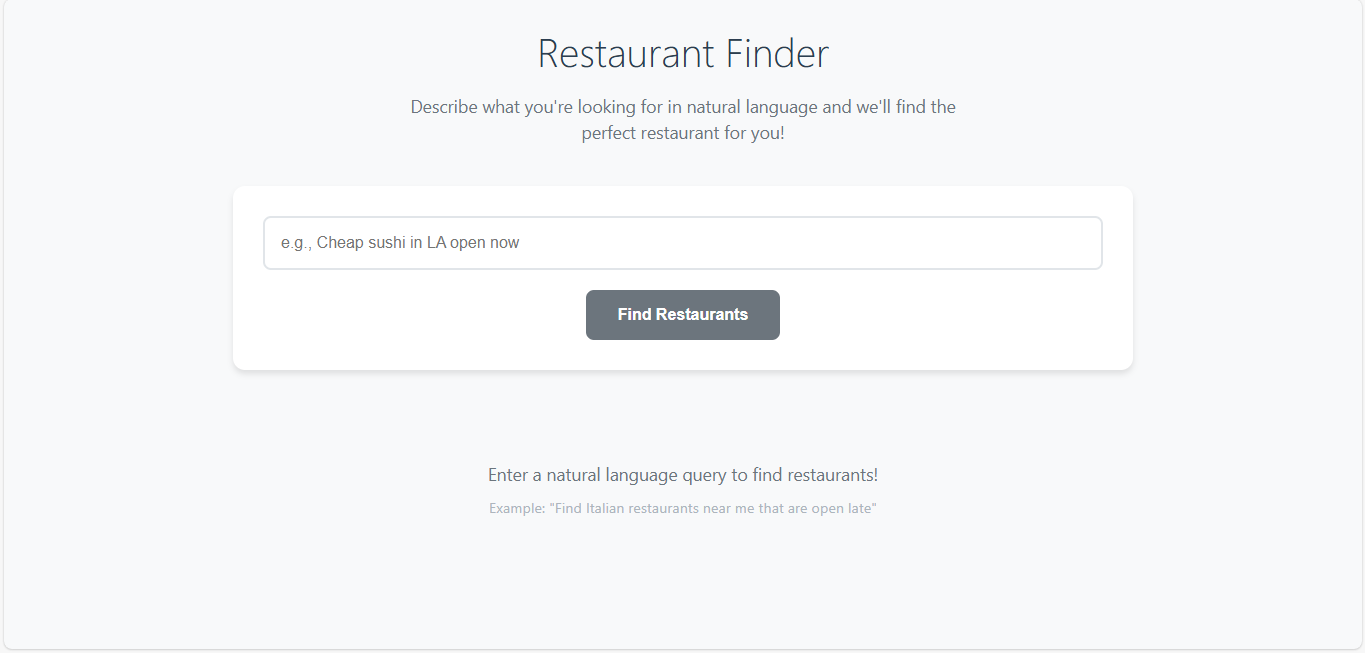 Restaurant Finder
Describe what you're looking for in natural language and we'll find the
perfect restaurant for you!
e.g., Cheap sushi in LA open now
Find Restaurants
Enter a natural language query to find restaurants!
Example: "Find Italian restaurants near me that are open late"